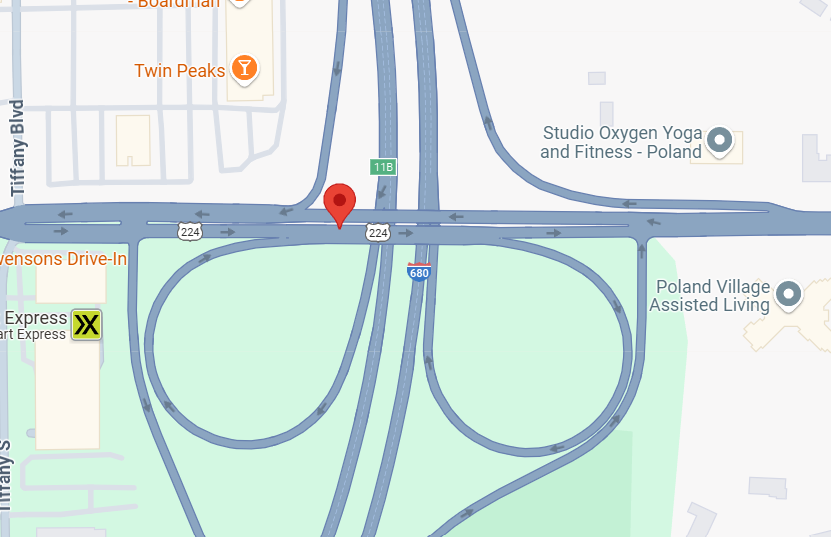 - Boardman
Twin Peaks
Tiffany Blvd
11B
Studio Oxygen Yoga
and Fitness - Poland
224
224
vensons Drive-In
680
Poland Village
Assisted Living
Express
art Express
Tiffany S